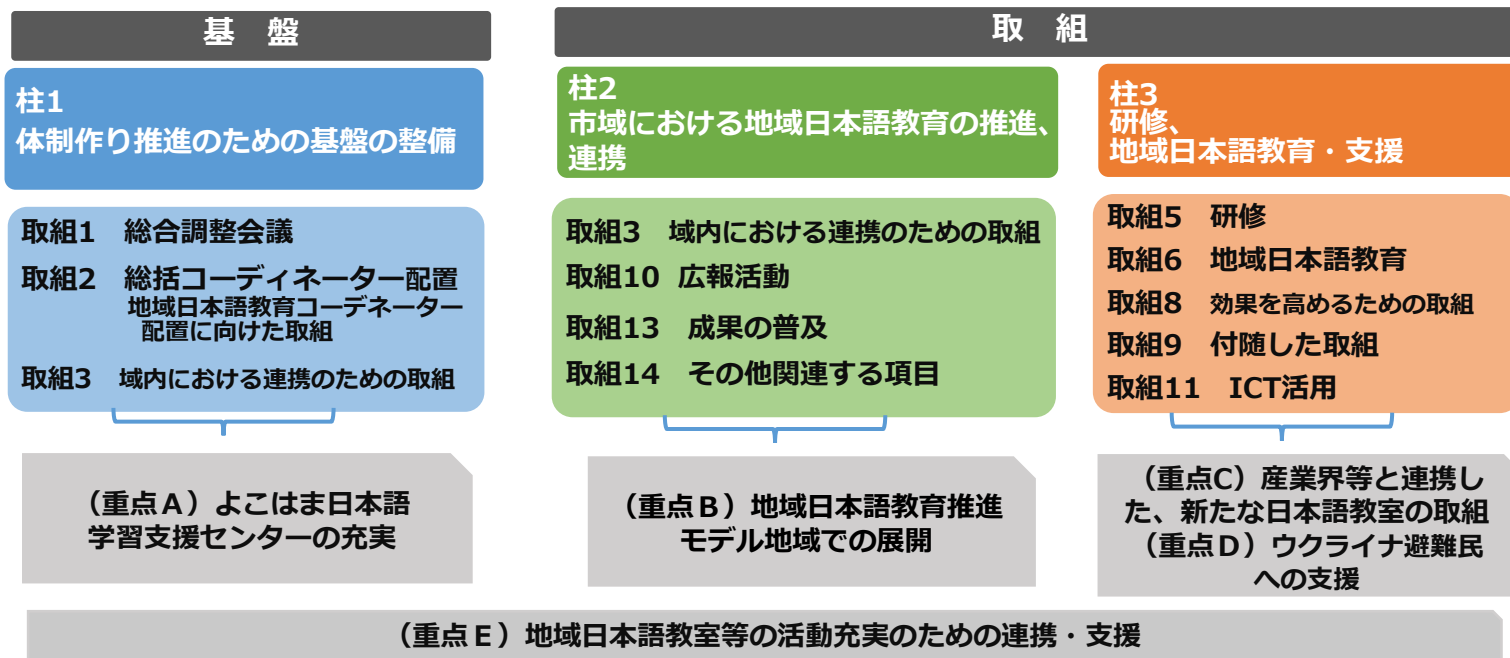 基　盤
取　組
柱1
体制作り推進のための基盤の整備
取組1　総合調整会議
取組2　総括コーディネーター配置
地域日本語教育コーデネーター
配置に向けた取組
取組3　域内における連携のための取組
（重点Ａ）よこはま日本語
学習支援センターの充実
柱2
市域における地域日本語教育の推進、
連携
取組3　域内における連携のための取組
取組10　広報活動
取組13　成果の普及
取組14　その他関連する項目
（重点Ｂ）地域日本語教育推進
モデル地域での展開
柱3
研修、
地域日本語教育・支援
取組5　研修
取組6　地域日本語教育
取組8　効果を高めるための取組
取組9　付随した取組
取組11　ICT活用
（重点C）産業界等と連携し
た、新たな日本語教室の取組
（重点Ｄ）ウクライナ避難民
への支援
（重点Ｅ）地域日本語教室等の活動充実のための連携・支援